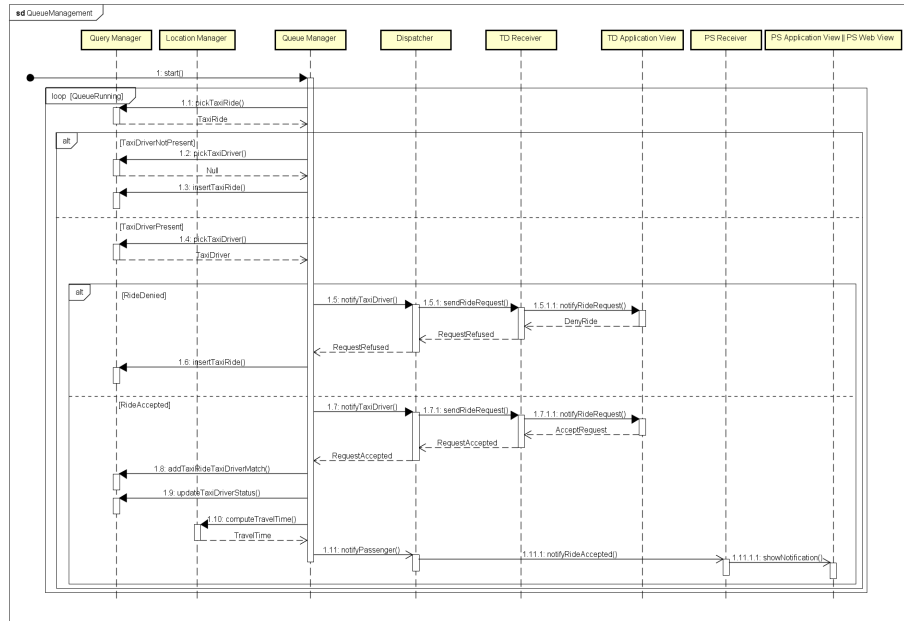 sd QueueManagement
Query Manager
Location Manager
Queue Manager
Dispatcher
TD Receiver
TD Application View
PS Receiver
PS Application View || PS Web View
1: start()
loop [QueueRunning]
1.1: pickTaxiRide()
TaxiRide
alt
[TaxiDriverNotPresent]
1.2: pickTaxiDriver()
Null
1.3: insertTaxiRide()
[TaxiDriverPresent]
1.4: pickTaxiDriver()
TaxiDriver
alt
[RideDenied]
1.5: notifyTaxiDriver()
1.5.1: sendRideRequest()
1.5.1.1: notifyRideRequest()
DenyRide
RequestRefused
RequestRefused
1.6: insertTaxiRide()
[RideAccepted]
1.7: notifyTaxiDriver()
1.7.1: sendRideRequest()
1.7.1.1: notifyRideRequest()
AcceptRequest
RequestAccepted
RequestAccepted
1.8: addTaxiRideTaxiDriverMatch()
1.9: updateTaxiDriverStatus()
1.10: computeTravelTime()
TravelTime
1.11: notifyPassenger()
1.11.1: notifyRideAccepted()
1.11.1.1: showNotification()